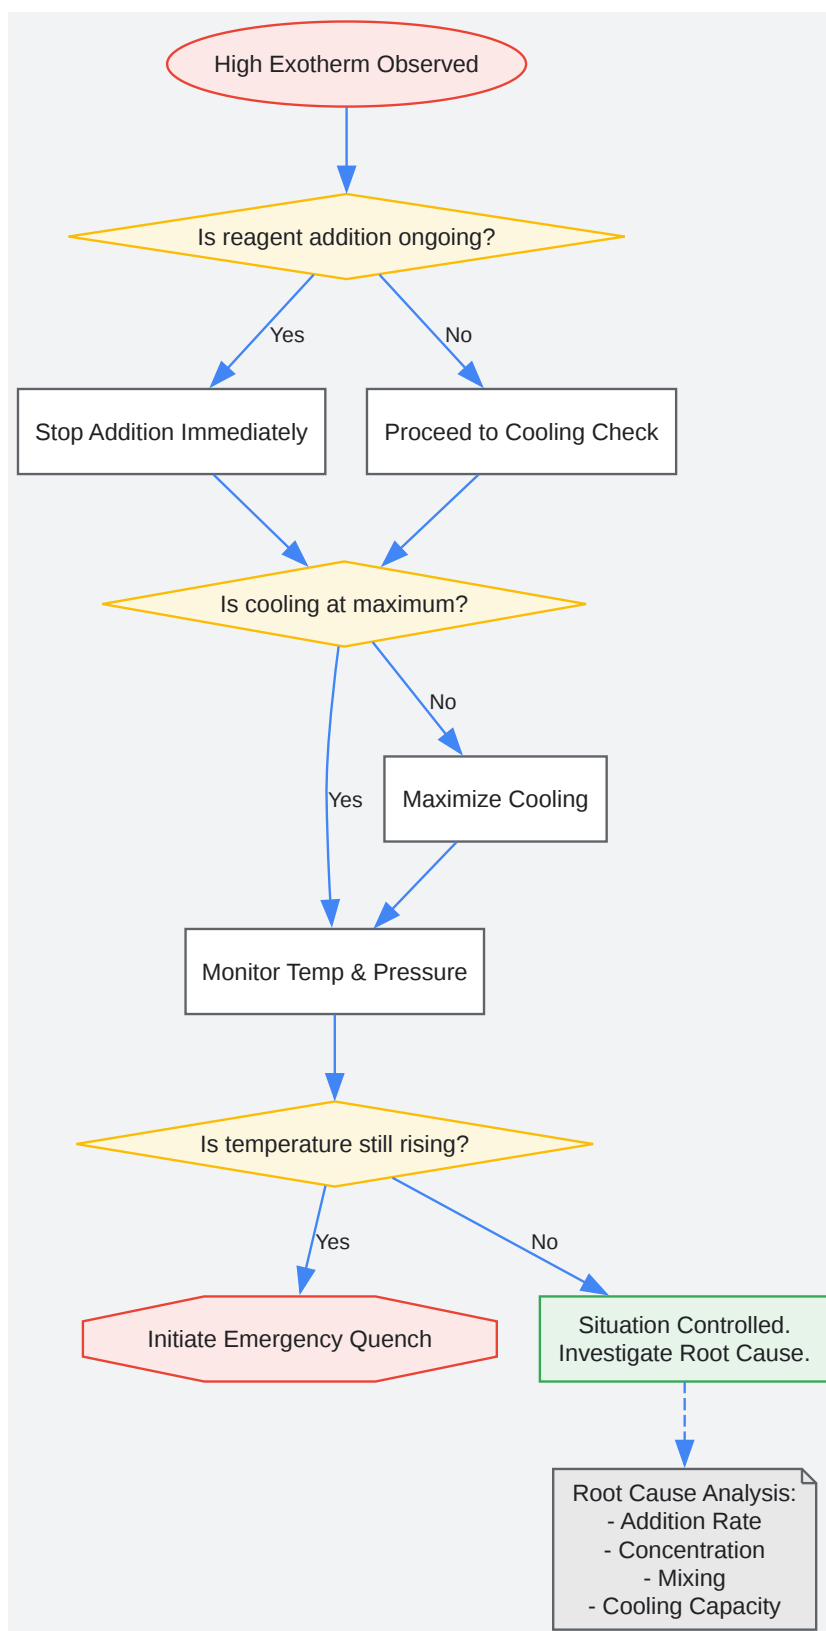 High Exotherm Observed
Is reagent addition ongoing?
Yes
No
Stop Addition Immediately
Proceed to Cooling Check
Is cooling at maximum?
No
Yes
Maximize Cooling
Monitor Temp & Pressure
Is temperature still rising?
Yes
No
Initiate Emergency Quench
Situation Controlled.
Investigate Root Cause.
Root Cause Analysis:
- Addition Rate
- Concentration
- Mixing
- Cooling Capacity